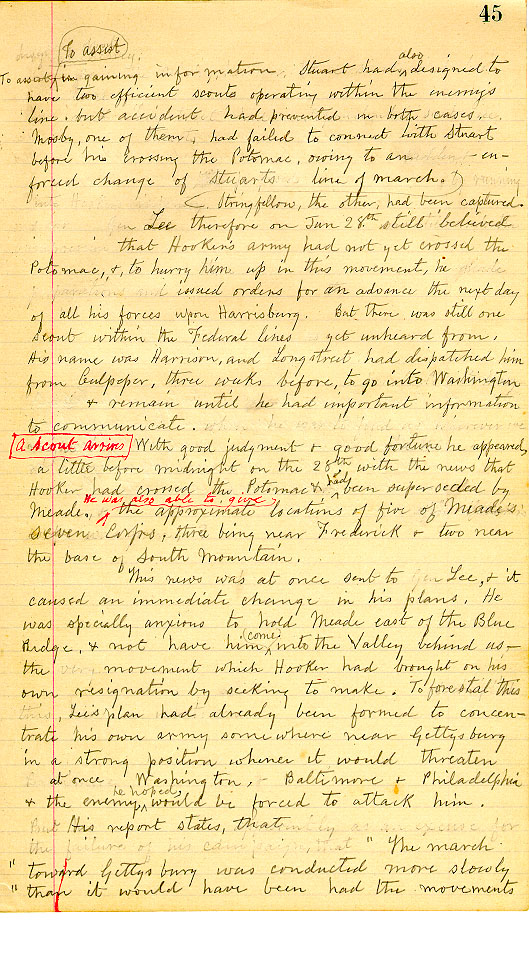 45
To assist
To assist in gaining information, Stuart had also designed to
have two efficient scouts operating within the enemys
line. but accident had prevented in both cases.
Mosby, one of them, had failed to connect with Stuart
before his crossing the Potomac, owing to an en-
forced change of Stuarts line of march.
Stringfellow, the other, had been captured.
Lee therefore on Jun 28th still believed
that Hooker's army had not yet crossed the
Potomac, &, to hurry him up in this movement, he
issued orders for an advance the next day
of all his forces upon Harrisburg. But there was still one
scout within the Federal lines yet unheard from.
His name was Harrison, and Longstreet had dispatched him
from Culpeper, three weeks before, to go into Washington
& remain until he had important information
to communicate.
A Scout arrives With good judgment & good fortune he appeared
a little before midnight on the 28th with the news that
Hooker had crossed the Potomac & had been superseded by
Meade. He was also able to give, the approximate locations of five of Meade's
seven Corps, three being near Frederick & two near
the base of South Mountain.
This news was at once sent to Gen Lee, & it
caused an immediate change in his plans. He
was specially anxious to hold Meade east of the Blue
Ridge, & not have him come into the Valley behind us—
the movement which Hooker had brought on his
own resignation by seeking to make. To forestal this
, Lee's plan had already been formed to concen-
trate his own army somewhere near Gettysburg
in a strong position whence it would threaten
at once Washington, Baltimore & Philadelphia
& the enemy, he hoped, would be forced to attack him.
His report states, that
" "The march
" toward Gettysburg was conducted more slowly
" than it would have been had the movements